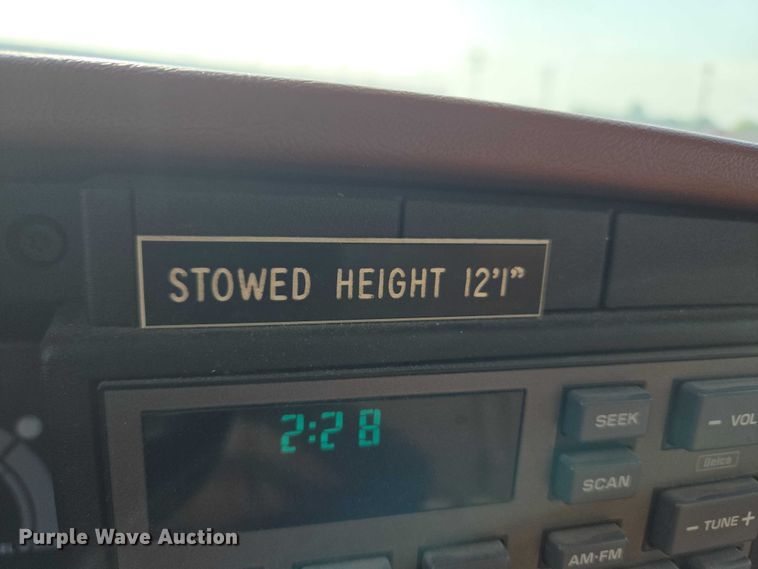 STOWED HEIGHT 12'1"
2:28
SEEK
- VOL
Delco
SCAN
- TUNE +
AM·FM
Purple Wave Auction